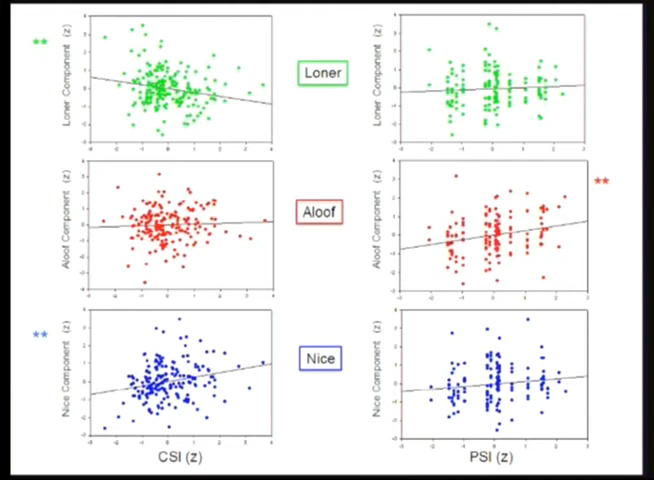 **
Loner Component (z)
Loner
Loner Component (z)
Aloof Component (z)
Aloof
Aloof Component (z)
**
**
Nice Component (z)
Nice
Nice Component (z)
CSI (z)
PSI (z)